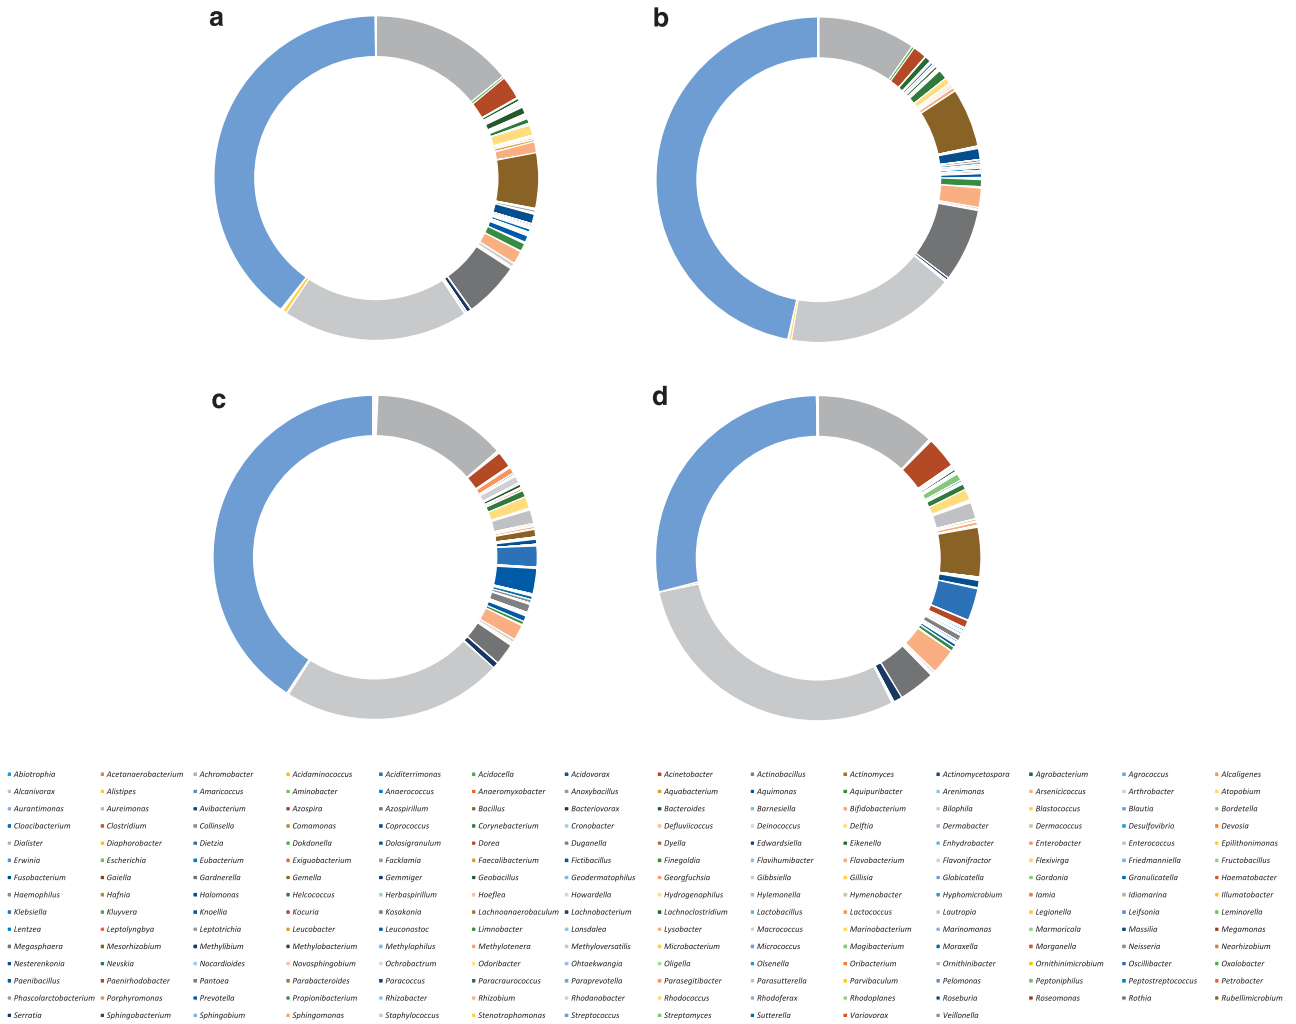 a
b
c
d
Abiotrophia Acetanaerobacterium Achromobacter Acidaminococcus Aciditerrimonas Acidocella Acidovorax Acinetobacter Actinobacillus Actinomyces Actinomycetospora Agrobacterium Agrococcus Alcaligenes
Alcanivorax Alistipes Amaricoccus Aminobacter Anaerococcus Anaeromyxobacter Anoxybacillus Aquabacterium Aquimonas Aquipuribacter Arenimonas Arsenicicoccus Arthrobacter Atopobium
Aurantimonas Aureimonas Avibacterium Azospira Azospirillum Bacillus Bacteriovorax Bacteroides Barnesiella Bifidobacterium Bilophila Blastococcus Blautia Bordetella
Cloacibacterium Clostridium Collinsella Comamonas Coprococcus Corynebacterium Cronobacter Defluviicoccus Deinococcus Delftia Dermabacter Dermacoccus Desulfovibrio Devosia
Dialister Diaphorobacter Dietzia Dokdonella Dolosigranulum Dorea Duganella Dyella Edwardsiella Eikenella Enhydrobacter Enterobacter Enterococcus Epilithonimonas
Erwinia Escherichia Eubacterium Exiguobacterium Facklamia Faecalibacterium Fictibacillus Finegoldia Flavihumibacter Flavobacterium Flavonifractor Flexivirga Friedmanniella Fructobacillus
Fusobacterium Gaiella Gardnerella Gemella Gemmiger Geobacillus Geodermatophilus Georgfuchsia Gibbsiella Gillisia Globicatella Gordonia Granulicatella Haematobacter
Haemophilus Hafnia Halomonas Helcococcus Herbaspirillum Hoeflea Howardella Hydrogenophilus Hylemonella Hymenobacter Hyphomicrobium Iamia Idiomarina Illumatobacter
Klebsiella Kluyvera Knoellia Kocuria Kosakonia Lachnoanaerobaculum Lachnobacterium Lachnoclostridium Lactobacillus Lactococcus Lautropia Legionella Leifsonia Leminorella
Lentzea Leptolyngbya Leptotrichia Leucobacter Leuconostoc Limnobacter Lonsdalea Lysobacter Macrococcus Marinobacterium Marinomonas Marmoricola Massilia Megamonas
Megasphaera Mesorhizobium Methylibium Methylobacterium Methylophilus Methylotenera Methyloversatilis Microbacterium Micrococcus Mogibacterium Moraxella Morganella Neisseria Neorhizobium
Nesterenkonia Nevskia Nocardioides Novosphingobium Ochrobactrum Odoribacter Ohtaekwangia Oligella Olsenella Oribacterium Ornithinibacter Ornithinimicrobium Oscillibacter Oxalobacter
Paenibacillus Paenirhodobacter Pantoea Parabacteroides Paracoccus Paracraurococcus Paraprevotella Parasegitibacter Parasutterella Parvibaculum Pelomonas Peptoniphilus Peptostreptococcus Petrobacter
Phascolarctobacterium Porphyromonas Prevotella Propionibacterium Rhizobacter Rhizobium Rhodanobacter Rhodococcus Rhodoferax Rhodoplanes Roseburia Roseomonas Rothia Rubellimicrobium
Serratia Sphingobacterium Sphingobium Sphingomonas Staphylococcus Stenotrophomonas Streptococcus Streptomyces Sutterella Variovorax Veillonella